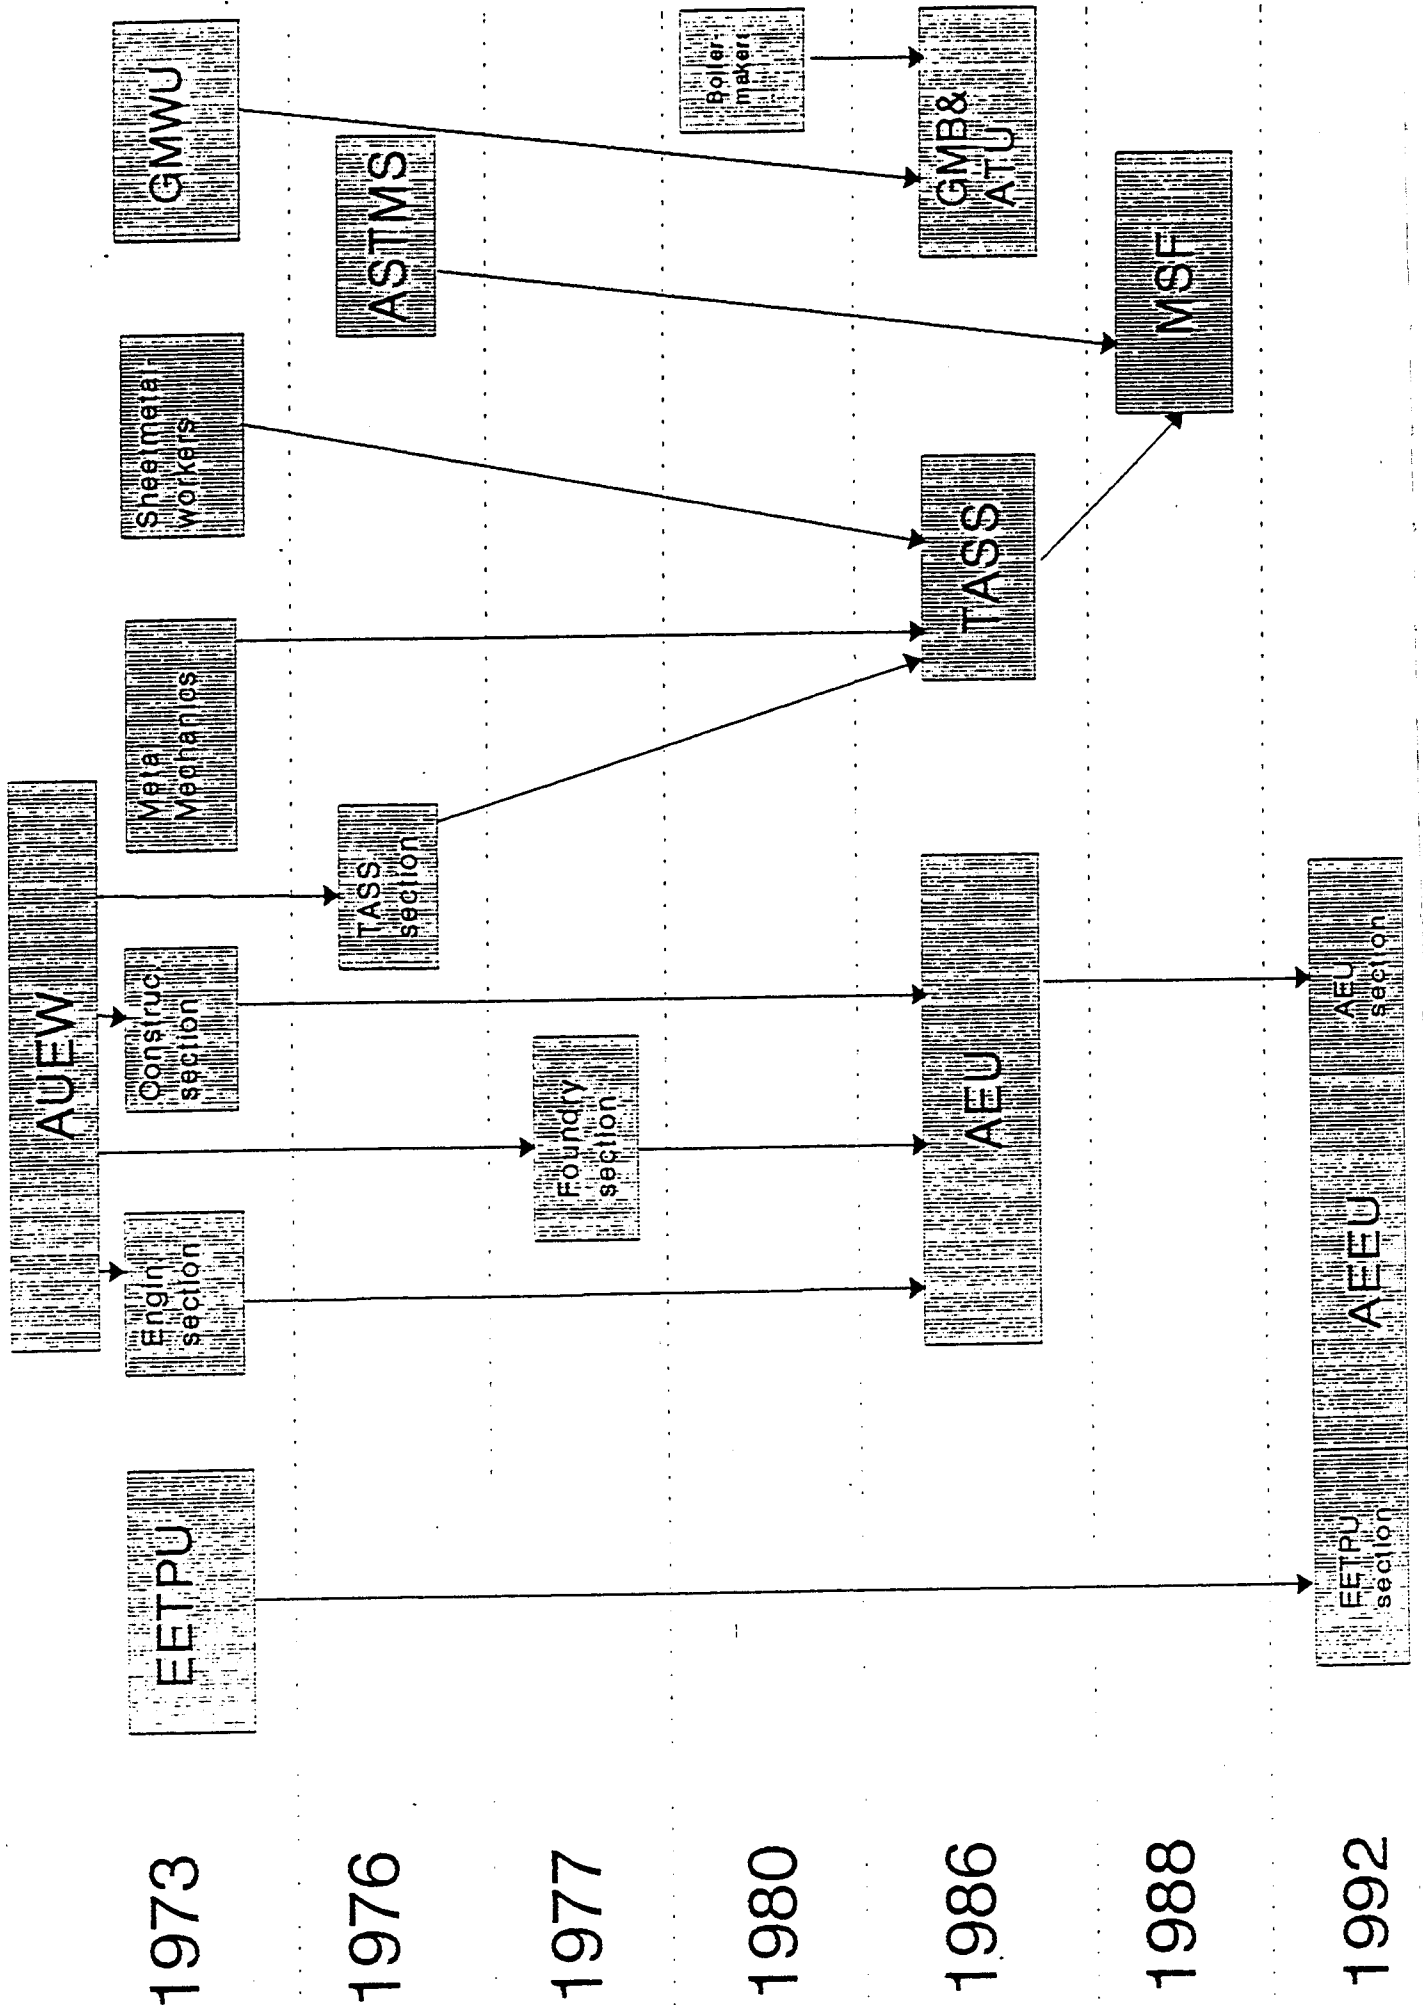 AUEW
1973
EETPU
Engin.
section
Construc.
section
Metal
Mechanics
Sheetmetal
workers
GMWU
1976
TASS
section
ASTMS
1977
Foundry
section
1980
Boiler-
makers
1986
AEU
TASS
GMB&
ATU
1988
MSF
1992
EETPU
section
AEEU
AEU
section